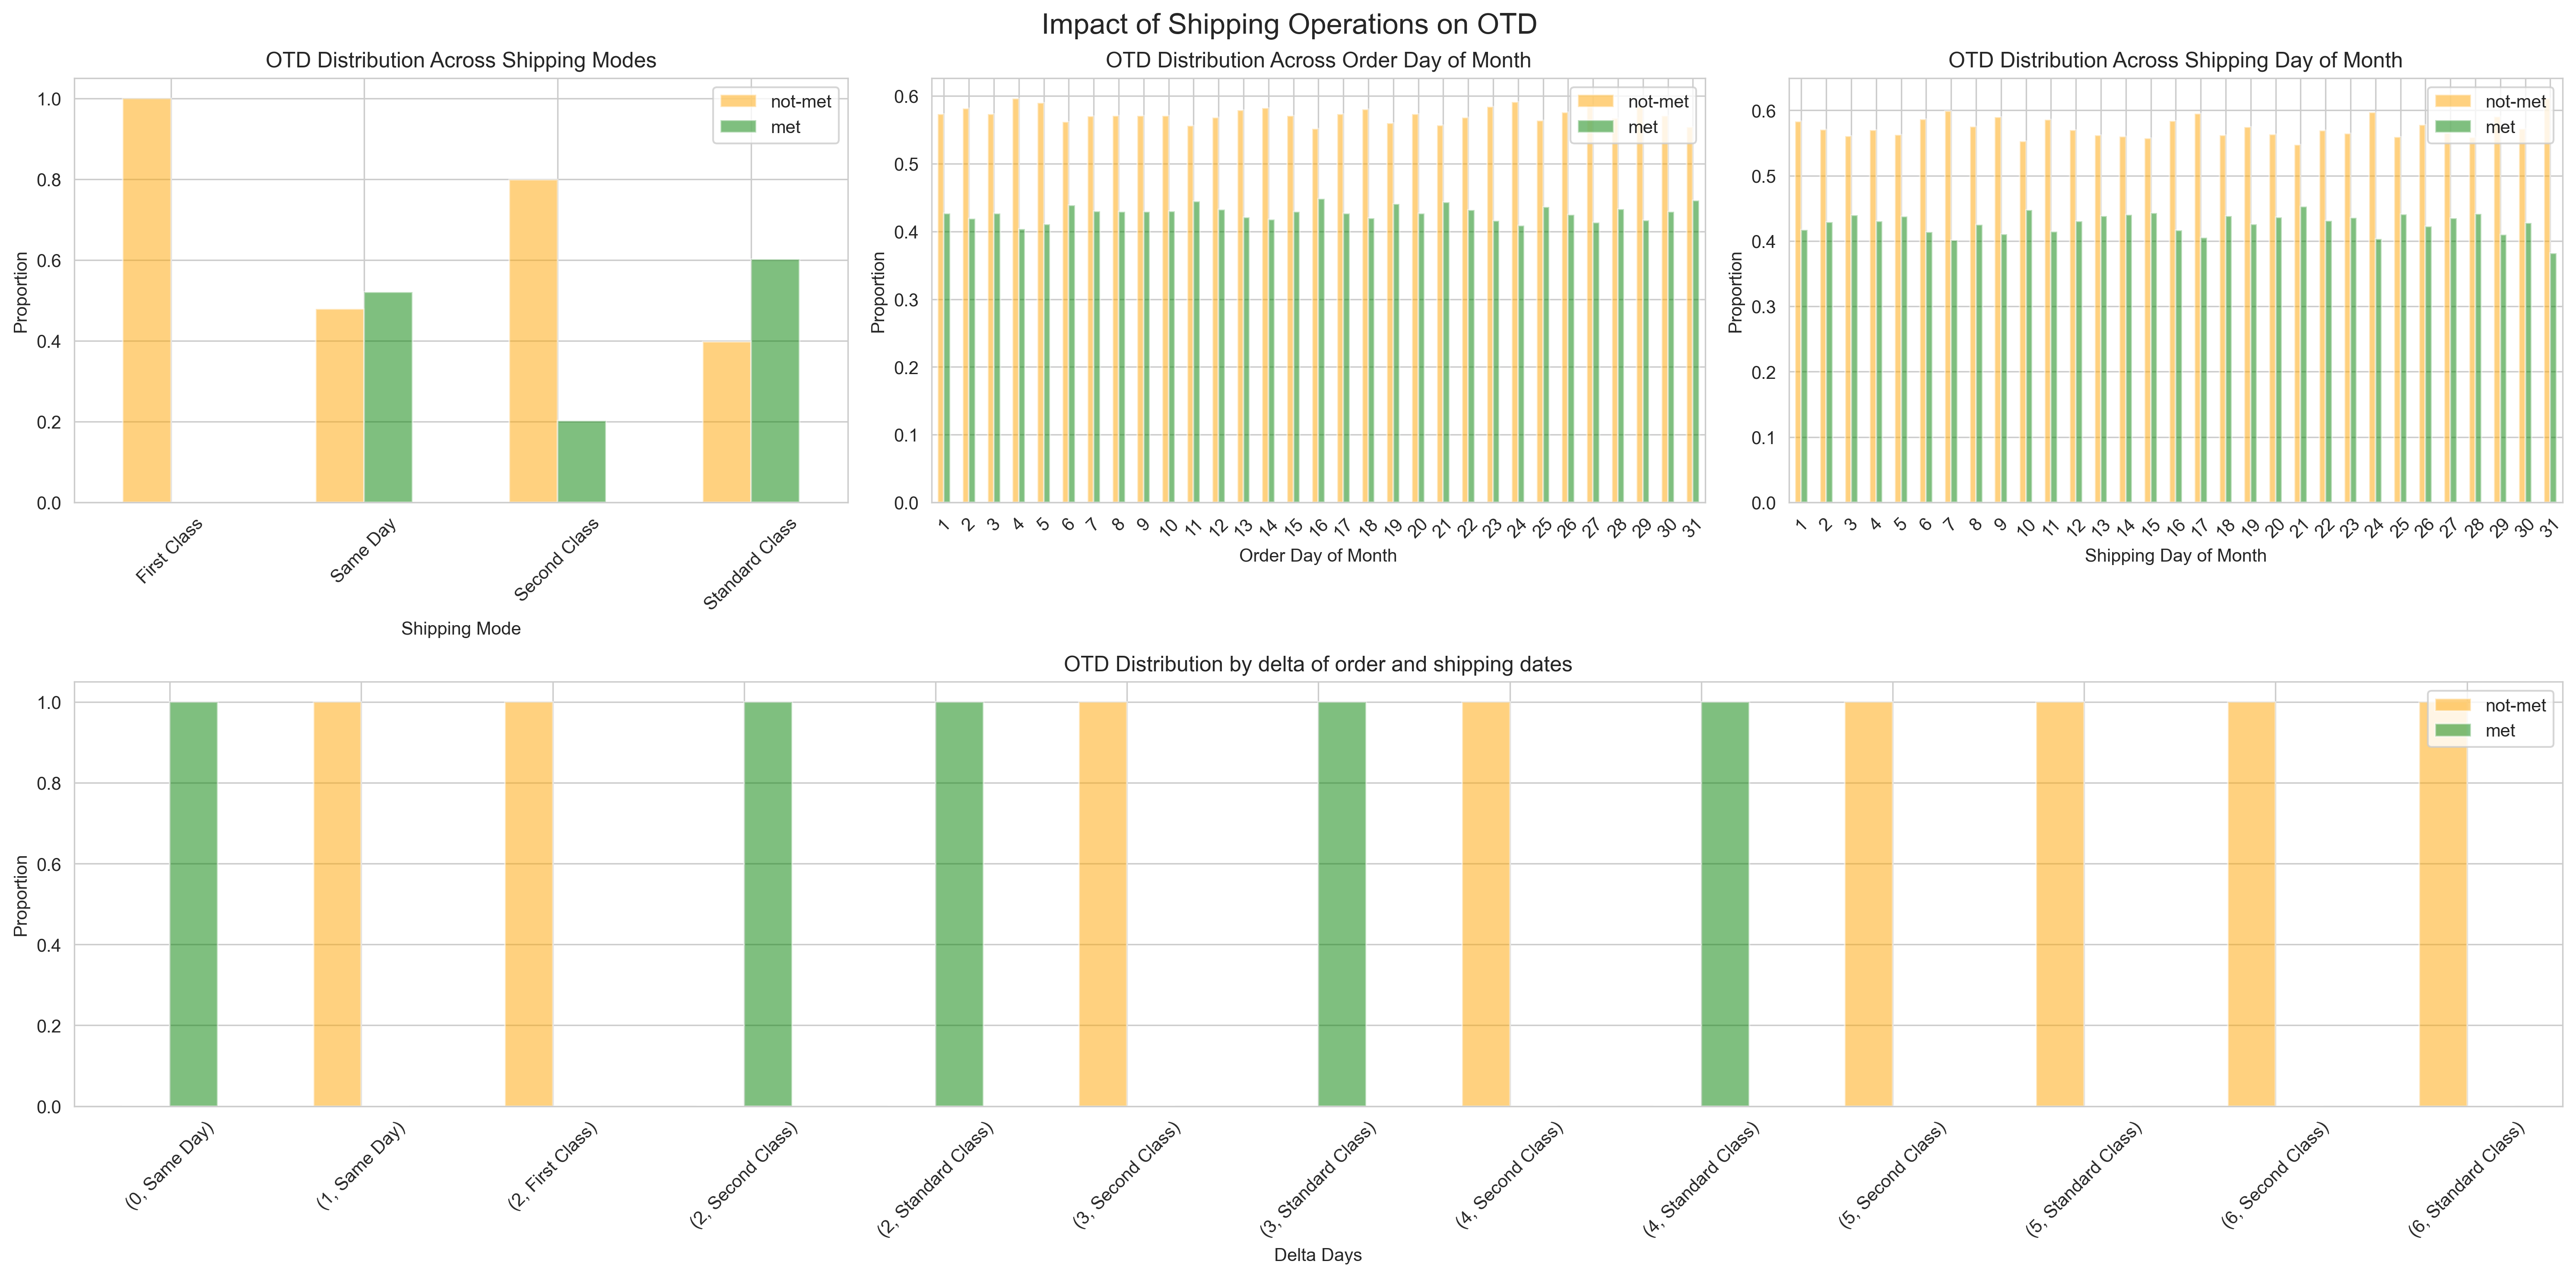 Impact of Shipping Operations on OTD
OTD Distribution Across Shipping Modes
not-met
met
1.0
0.8
0.6
0.4
0.2
0.0
Proportion
First Class
Same Day
Second Class
Standard Class
Shipping Mode
OTD Distribution Across Order Day of Month
not-met
met
0.6
0.5
0.4
0.3
0.2
0.1
0.0
Proportion
1 2 3 4 5 6 7 8 9 10 11 12 13 14 15 16 17 18 19 20 21 22 23 24 25 26 27 28 29 30 31
Order Day of Month
OTD Distribution Across Shipping Day of Month
not-met
met
0.6
0.5
0.4
0.3
0.2
0.1
0.0
Proportion
1 2 3 4 5 6 7 8 9 10 11 12 13 14 15 16 17 18 19 20 21 22 23 24 25 26 27 28 29 30 31
Shipping Day of Month
OTD Distribution by delta of order and shipping dates
not-met
met
1.0
0.8
0.6
0.4
0.2
0.0
Proportion
(0, Same Day)
(1, Same Day)
(2, First Class)
(2, Second Class)
(2, Standard Class)
(3, Second Class)
(3, Standard Class)
(4, Second Class)
(4, Standard Class)
(5, Second Class)
(5, Standard Class)
(6, Second Class)
(6, Standard Class)
Delta Days